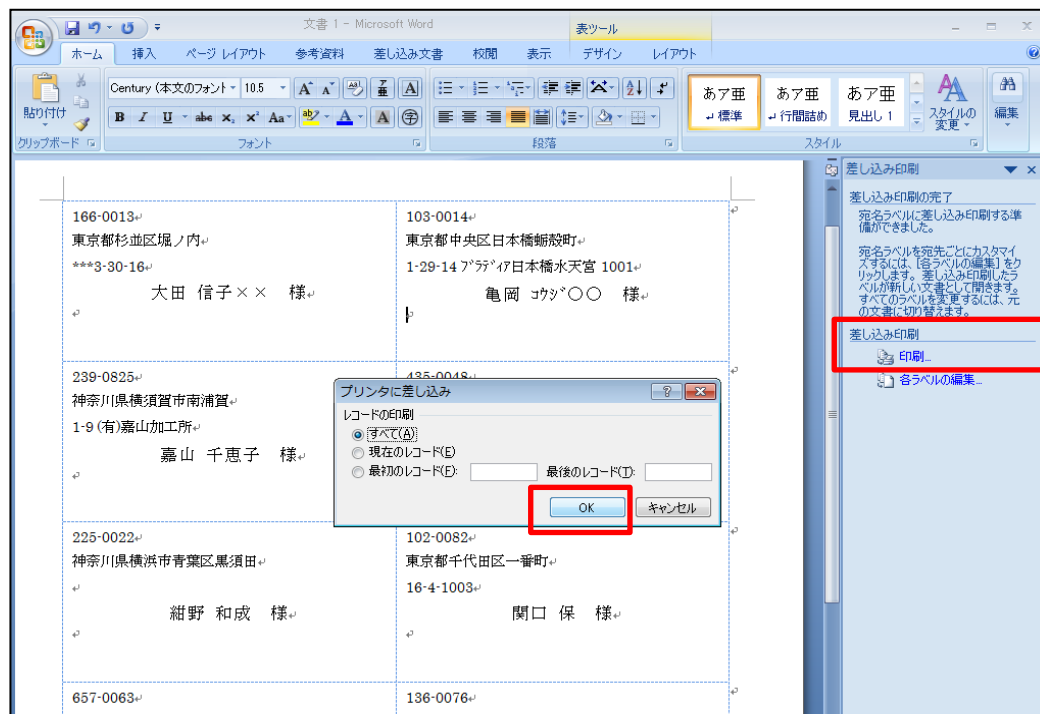 文書 1 - Microsoft Word
表ツール
ホーム 挿入 ページ レイアウト 参考資料 差し込み文書 校閲 表示 デザイン レイアウト
貼り付け
Century (本文のフォント 10.5
B I U abc x₂ x² Aa ab A A 字
あア亜
標準
あア亜
行間詰め
あア亜
見出し 1
スタイルの
変更
編集
クリップボード フォント 段落 スタイル
166-0013
東京都杉並区堀ノ内
***3-30-16
大田 信子×× 様
103-0014
東京都中央区日本橋蛎殻町
1-29-14 ﾌﾟﾗﾃﾞｨｱ日本橋水天宮 1001
亀岡 ｺｳｼﾞ○○ 様
239-0825
神奈川県横須賀市南浦賀
1-9 (有)嘉山加工所
嘉山 千恵子 様
435-0048
225-0022
神奈川県横浜市青葉区黒須田
紺野 和成 様
102-0082
東京都千代田区一番町
16-4-1003
関口 保 様
657-0063
136-0076
プリンタに差し込み
レコードの印刷
すべて(A)
現在のレコード(E)
最初のレコード(F): 最後のレコード(T):
OK キャンセル
差し込み印刷
差し込み印刷の完了
宛名ラベルに差し込み印刷する準
備ができました。
宛名ラベルを宛先ごとにカスタマイ
ズするには、[各ラベルの編集] をク
リックします。差し込み印刷したラ
ベルが新しい文書として開きます。
すべてのラベルを変更するには、元
の文書に切り替えます。
差し込み印刷
印刷...
各ラベルの編集...